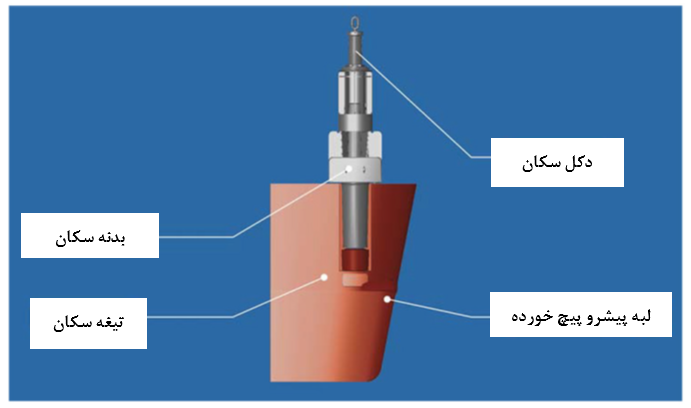 دکل سکان
بدنه سکان
تیغه سکان
لبه پیشرو پیچ خورده